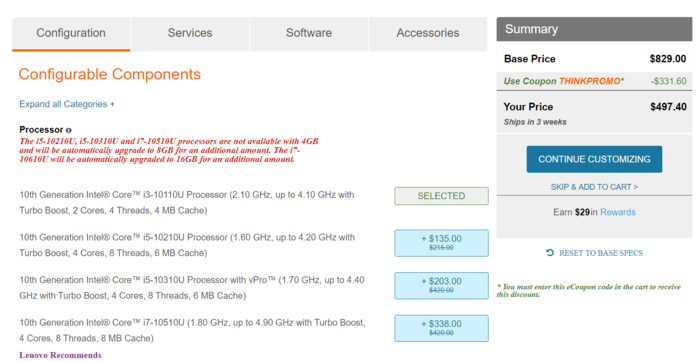 Configuration
Services
Software
Accessories
Configurable Components
Expand all Categories +
Processor
The i5-10210U, i5-10310U and i7-10510U processors are not available with 4GB
and will be automatically upgrade to 8GB for an additional amount. The i7-
10610U will be automatically upgraded to 16GB for an additional amount.
10th Generation Intel® Core™ i3-10110U Processor (2.10 GHz, up to 4.10 GHz with
Turbo Boost, 2 Cores, 4 Threads, 4 MB Cache)
SELECTED
10th Generation Intel® Core™ i5-10210U Processor (1.60 GHz, up to 4.20 GHz with
Turbo Boost, 4 Cores, 8 Threads, 6 MB Cache)
+ $135.00
$215.00
10th Generation Intel® Core™ i5-10310U Processor with vPro™ (1.70 GHz, up to 4.40
GHz with Turbo Boost, 4 Cores, 8 Threads, 6 MB Cache)
+ $203.00
$420.00
10th Generation Intel® Core™ i7-10510U (1.80 GHz, up to 4.90 GHz with Turbo Boost,
4 Cores, 8 Threads, 8 MB Cache)
+ $338.00
$420.00
Lenovo Recommends
Summary
Base Price $829.00
Use Coupon THINKPROMO* -$331.60
Your Price $497.40
Ships in 3 weeks
CONTINUE CUSTOMIZING
SKIP & ADD TO CART >
Earn $29in Rewards
RESET TO BASE SPECS
* You must enter this eCoupon code in the cart to receive
this discount.